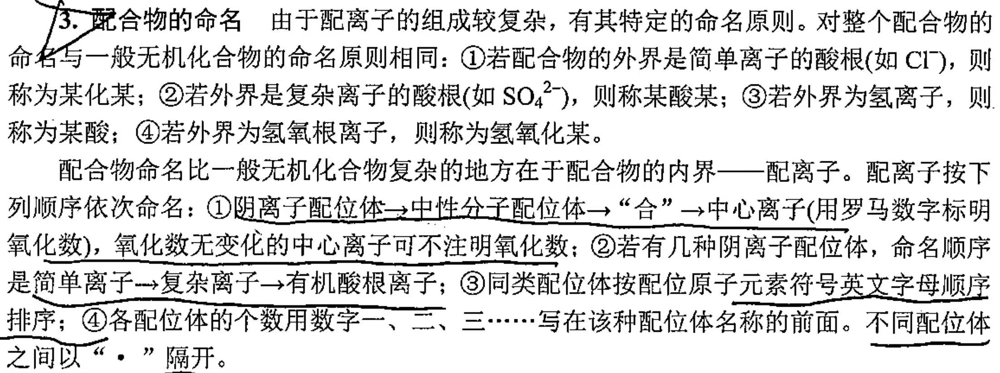 3. 配合物的命名 由于配离子的组成较复杂，有其特定的命名原则。对整个配合物的
命名与一般无机化合物的命名原则相同：①若配合物的外界是简单离子的酸根(如 Cl⁻)，则
称为某化某；②若外界是复杂离子的酸根(如 SO₄²⁻)，则称某酸某；③若外界为氢离子，则
称为某酸；④若外界为氢氧根离子，则称为氢氧化某。
配合物命名比一般无机化合物复杂的地方在于配合物的内界——配离子。配离子按下
列顺序依次命名：①阴离子配位体→中性分子配位体→“合”→中心离子(用罗马数字标明
氧化数)，氧化数无变化的中心离子可不注明氧化数；②若有几种阴离子配位体，命名顺序
是简单离子→复杂离子→有机酸根离子；③同类配位体按配位原子元素符号英文字母顺序
排序；④各配位体的个数用数字一、二、三……写在该种配位体名称的前面。不同配位体
之间以“·”隔开。